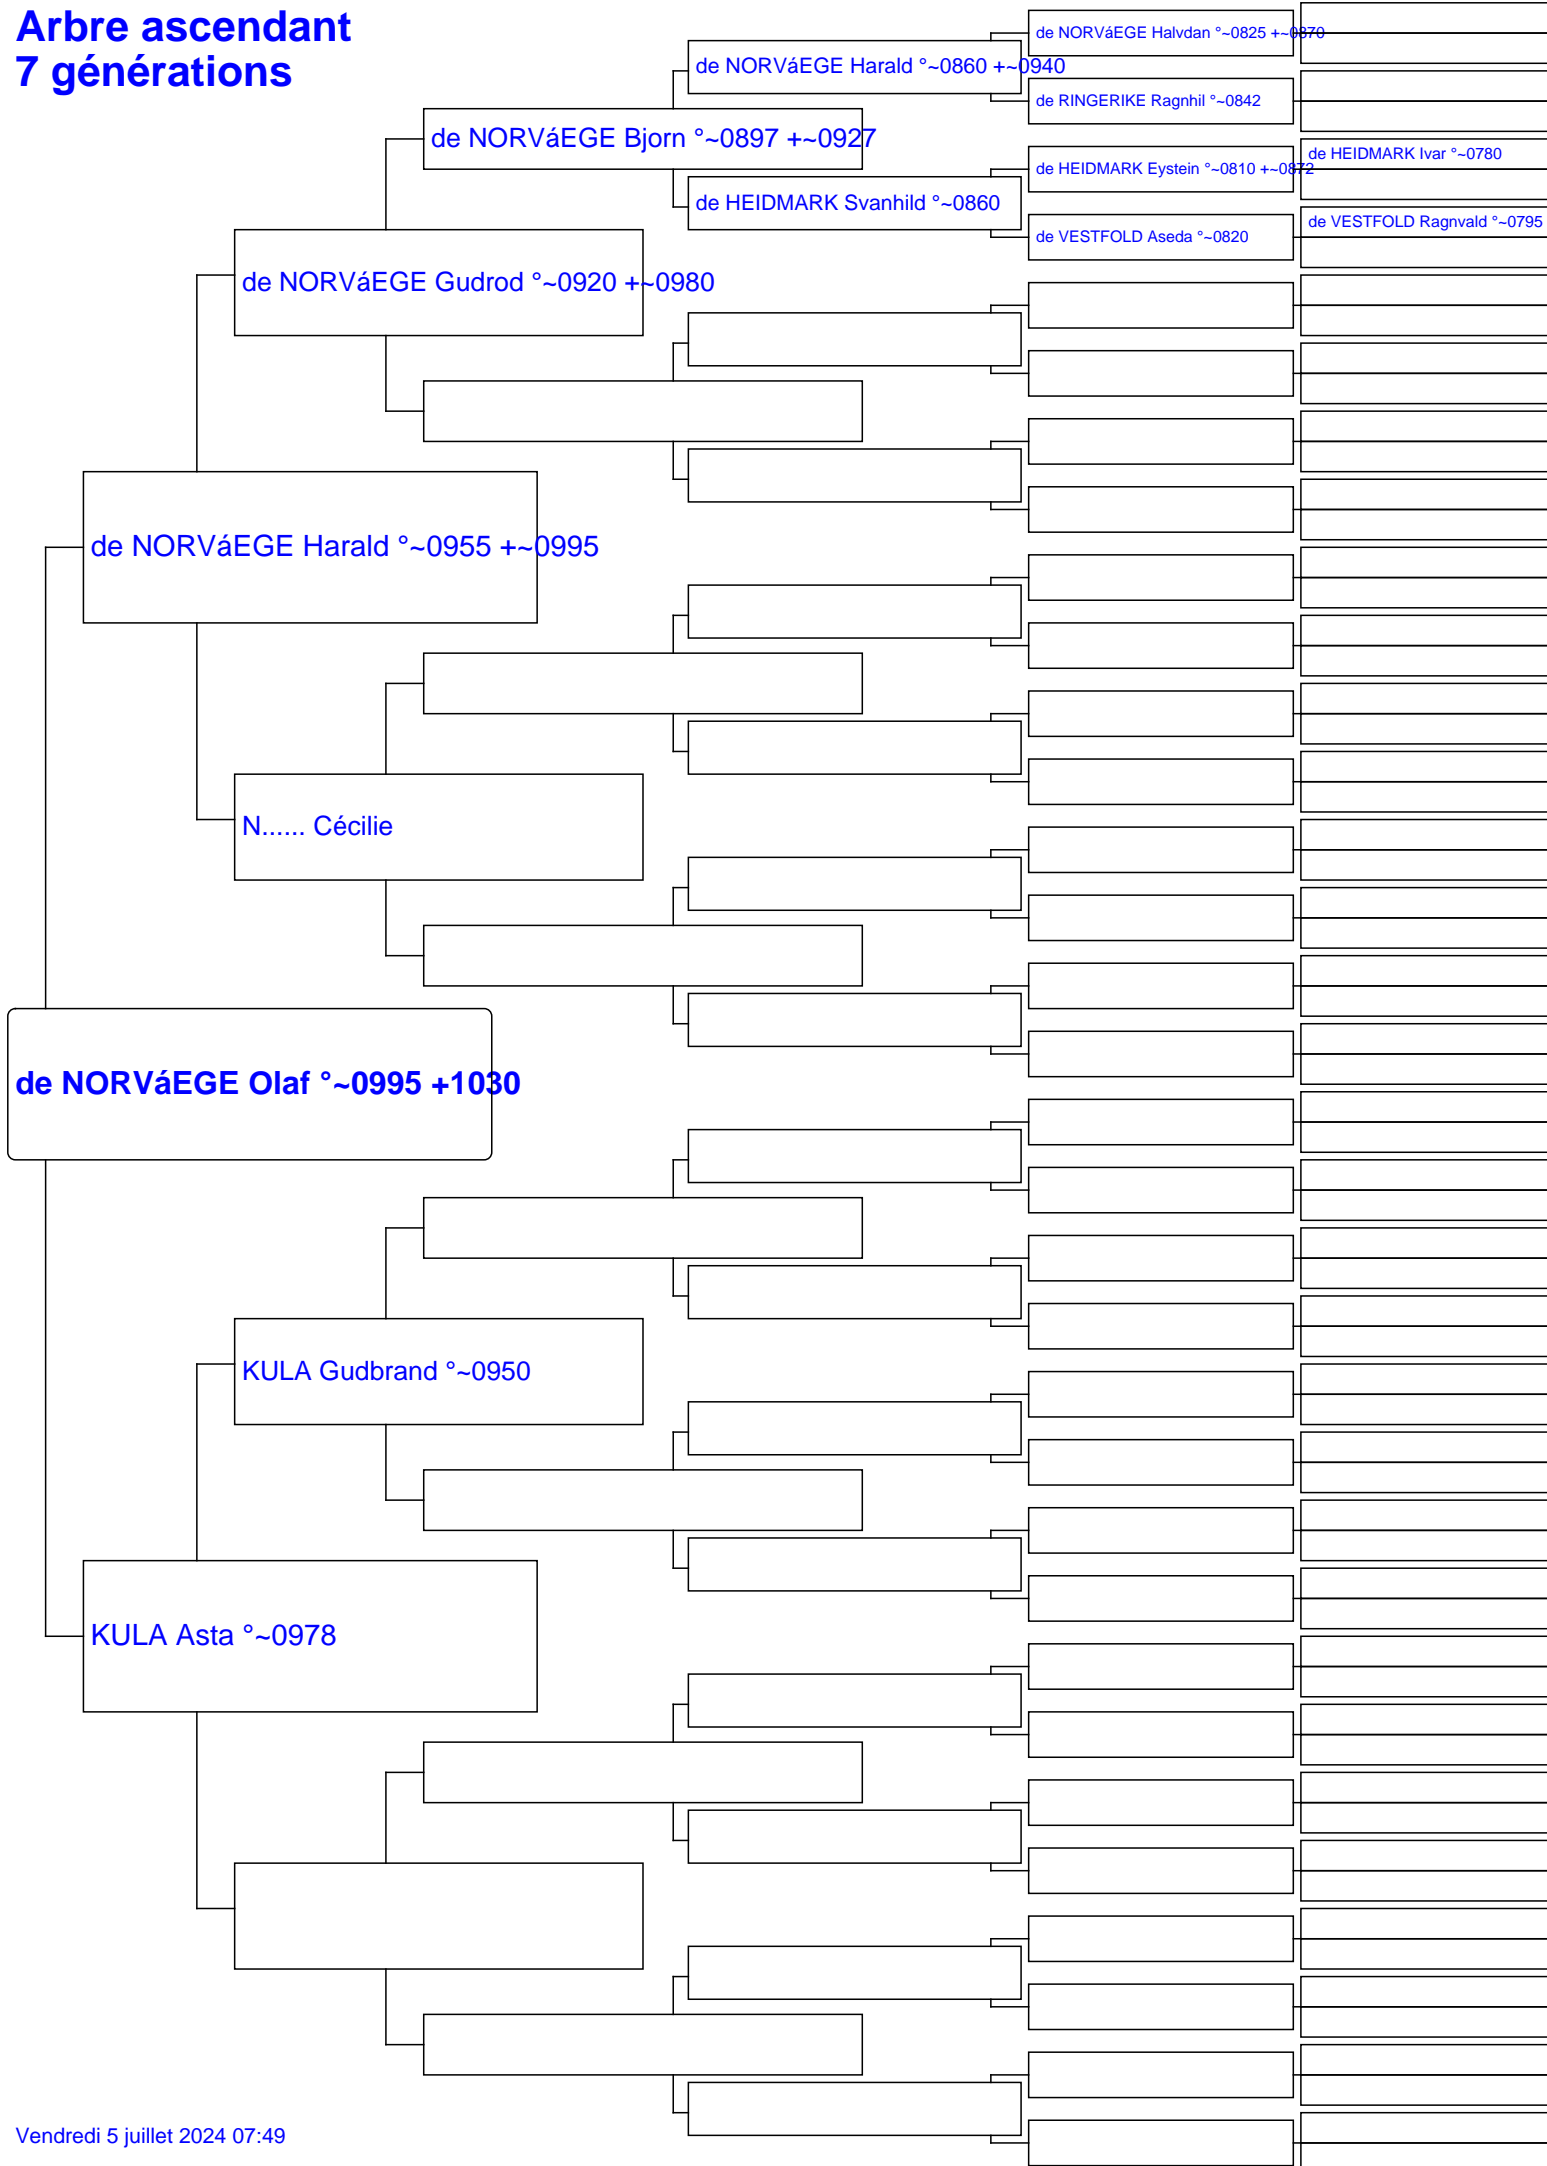 Arbre ascendant
7 générations
de NORVáEGE Halvdan °~0825 +~0870
de NORVáEGE Harald °~0860 +~0940
de RINGERIKE Ragnhil °~0842
de NORVáEGE Bjorn °~0897 +~0927
de HEIDMARK Ivar °~0780
de HEIDMARK Eystein °~0810 +~0872
de HEIDMARK Svanhild °~0860
de VESTFOLD Ragnvald °~0795
de VESTFOLD Aseda °~0820
de NORVáEGE Gudrod °~0920 +~0980
de NORVáEGE Harald °~0955 +~0995
N...... Cécilie
de NORVáEGE Olaf °~0995 +1030
KULA Gudbrand °~0950
KULA Asta °~0978
Vendredi 5 juillet 2024 07:49